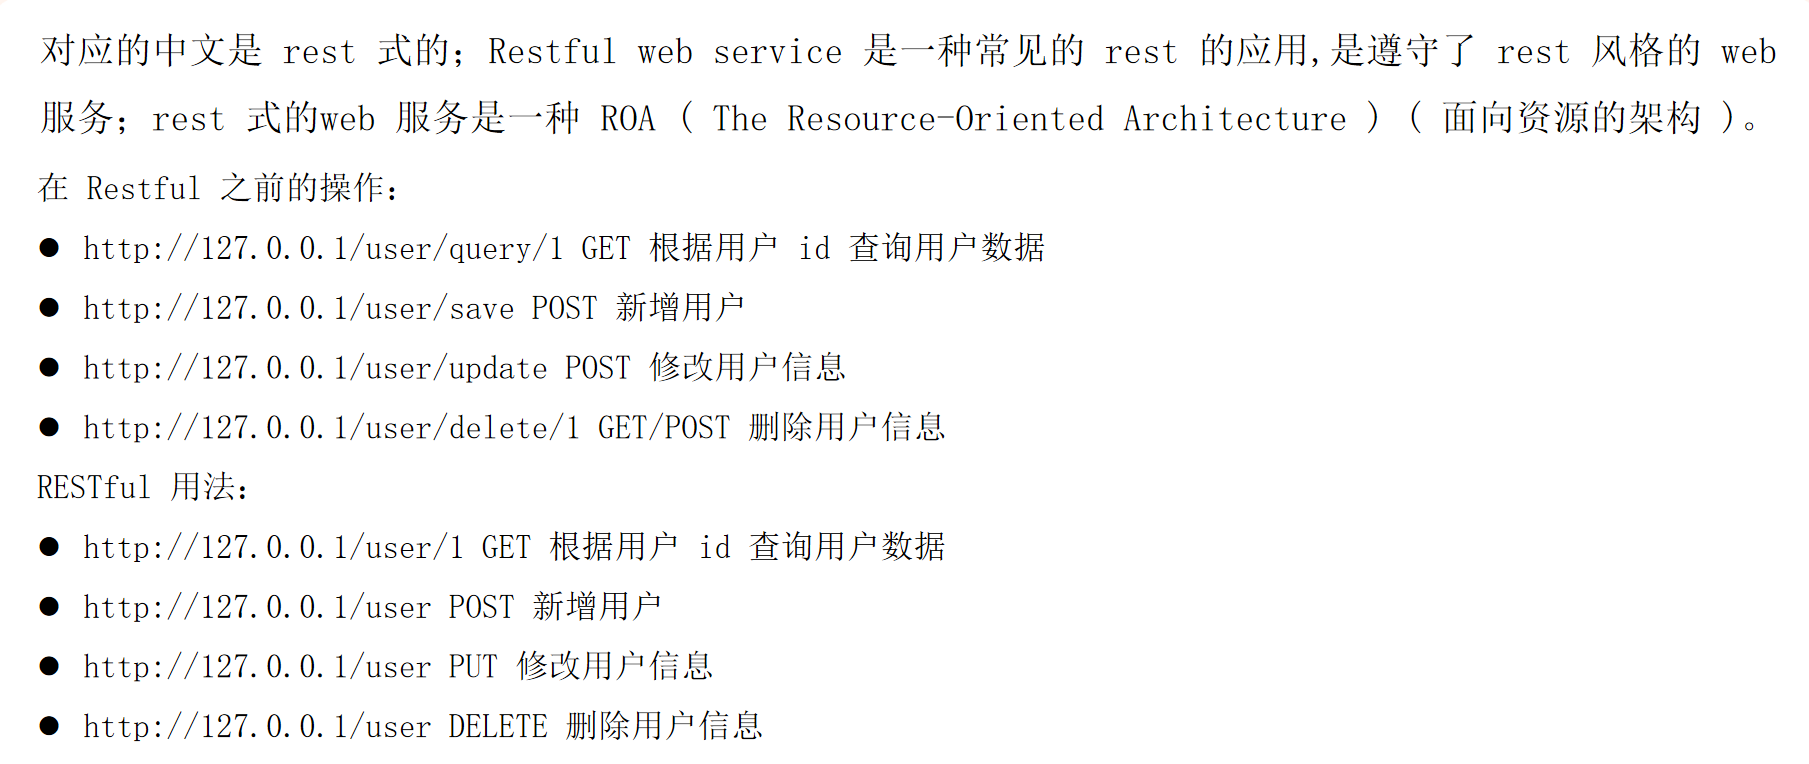 对应的中文是 rest 式的；Restful web service 是一种常见的 rest 的应用,是遵守了 rest 风格的 web
服务；rest 式的web 服务是一种 ROA ( The Resource-Oriented Architecture ) ( 面向资源的架构 )。
在 Restful 之前的操作：
● http://127.0.0.1/user/query/1 GET 根据用户 id 查询用户数据
● http://127.0.0.1/user/save POST 新增用户
● http://127.0.0.1/user/update POST 修改用户信息
● http://127.0.0.1/user/delete/1 GET/POST 删除用户信息
RESTful 用法：
● http://127.0.0.1/user/1 GET 根据用户 id 查询用户数据
● http://127.0.0.1/user POST 新增用户
● http://127.0.0.1/user PUT 修改用户信息
● http://127.0.0.1/user DELETE 删除用户信息